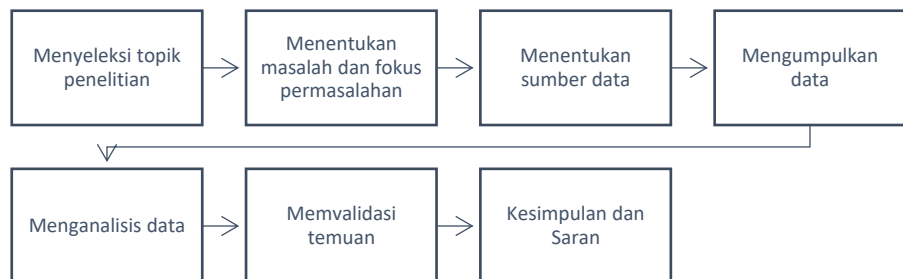 Menyeleksi topik
penelitian
Menentukan
masalah dan fokus
permasalahan
Menentukan
sumber data
Mengumpulkan
data
Menganalisis data
Memvalidasi
temuan
Kesimpulan dan
Saran